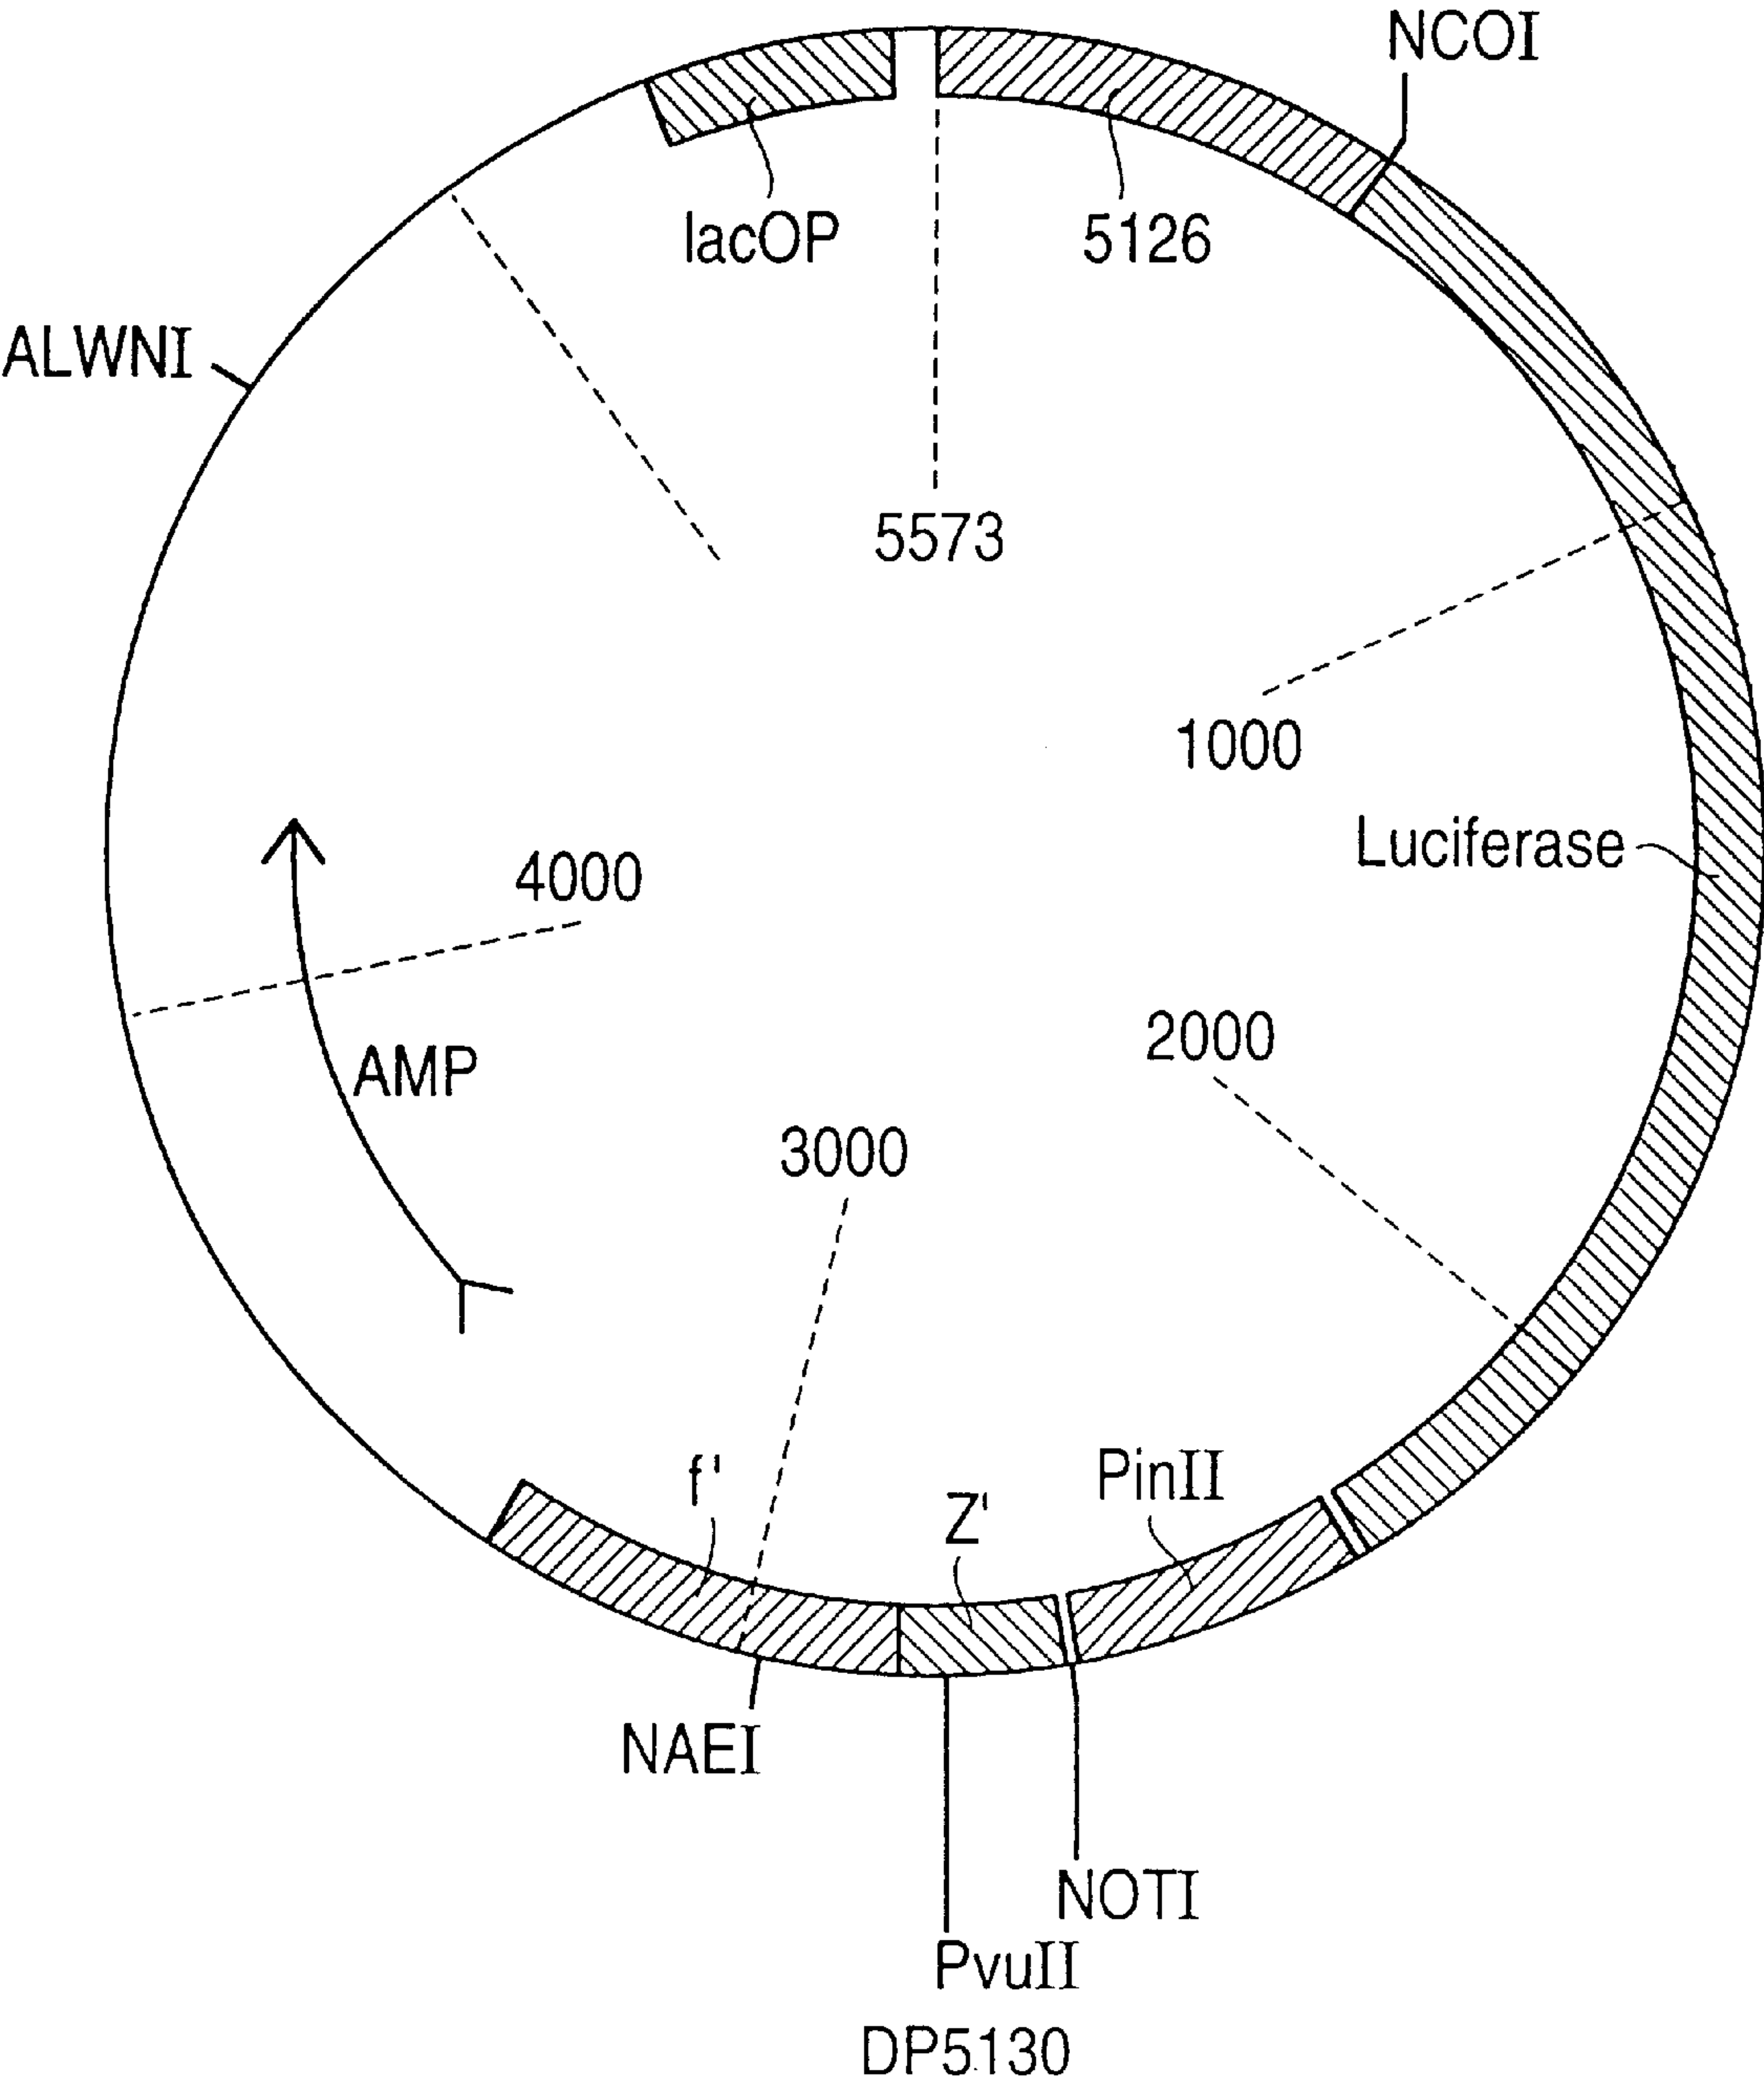 NCOI
lacOP
5126
ALWNI
5573
1000
Luciferase
4000
2000
AMP
3000
PinII
f'
Z'
NAEI
NOTI
PvuII
DP5130